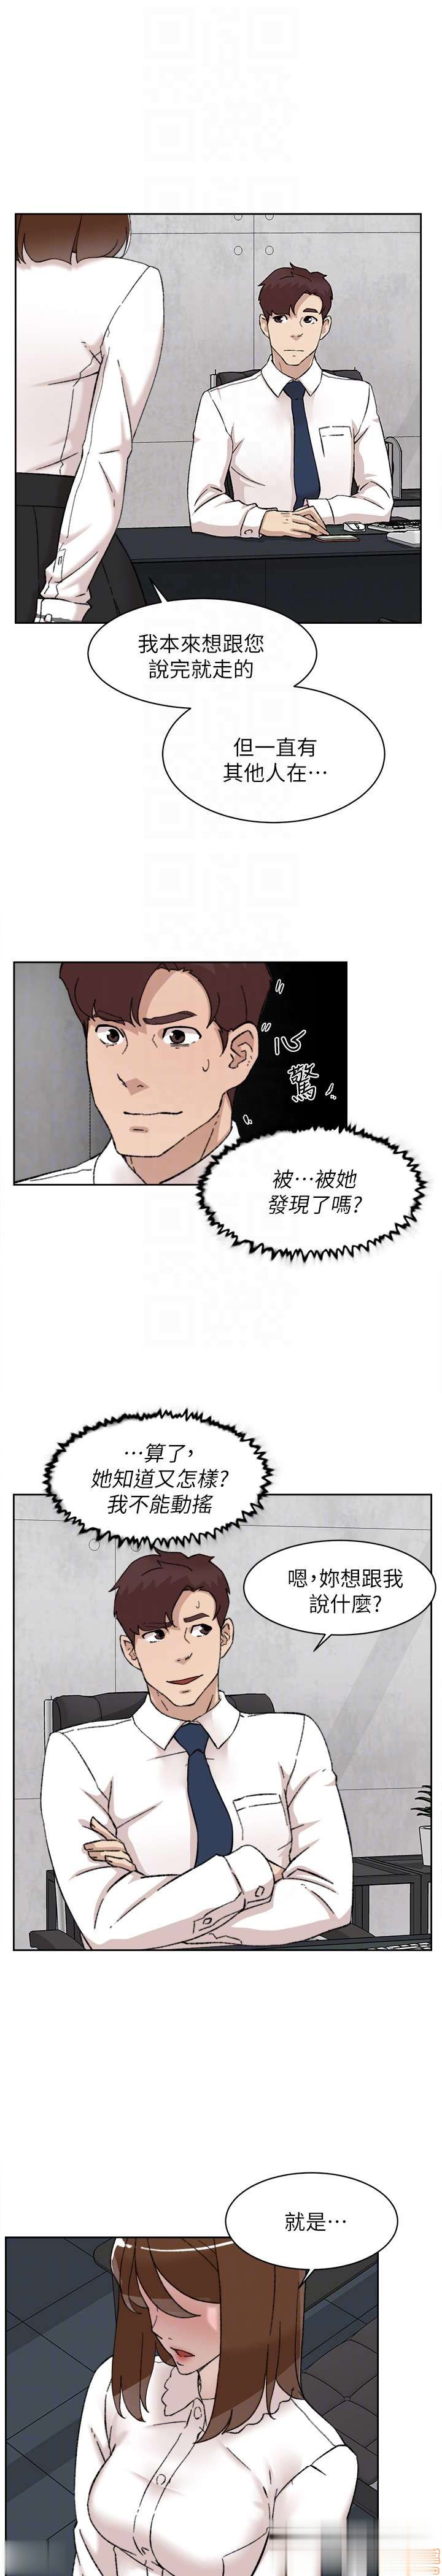 我本來想跟您
說完就走的
但一直有
其他人在…
心
驚
被…被她
發現了嗎?
…算了,
她知道又怎樣?
我不能動搖
嗯,妳想跟我
說什麼?
就是…